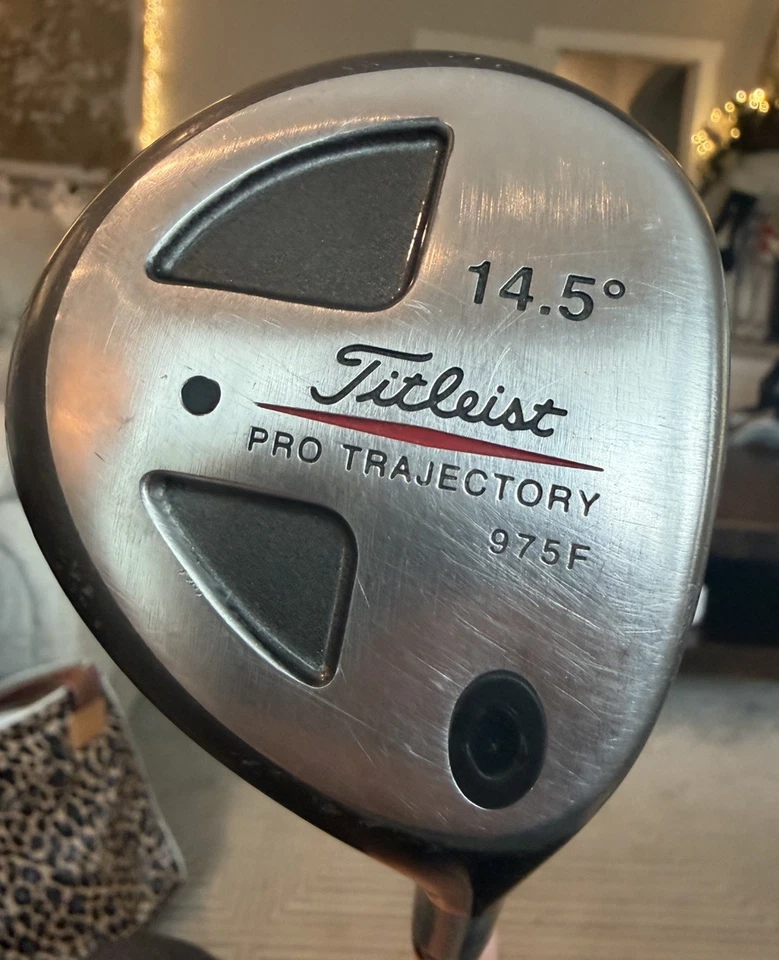 14.5°
Titleist
PRO TRAJECTORY
975F